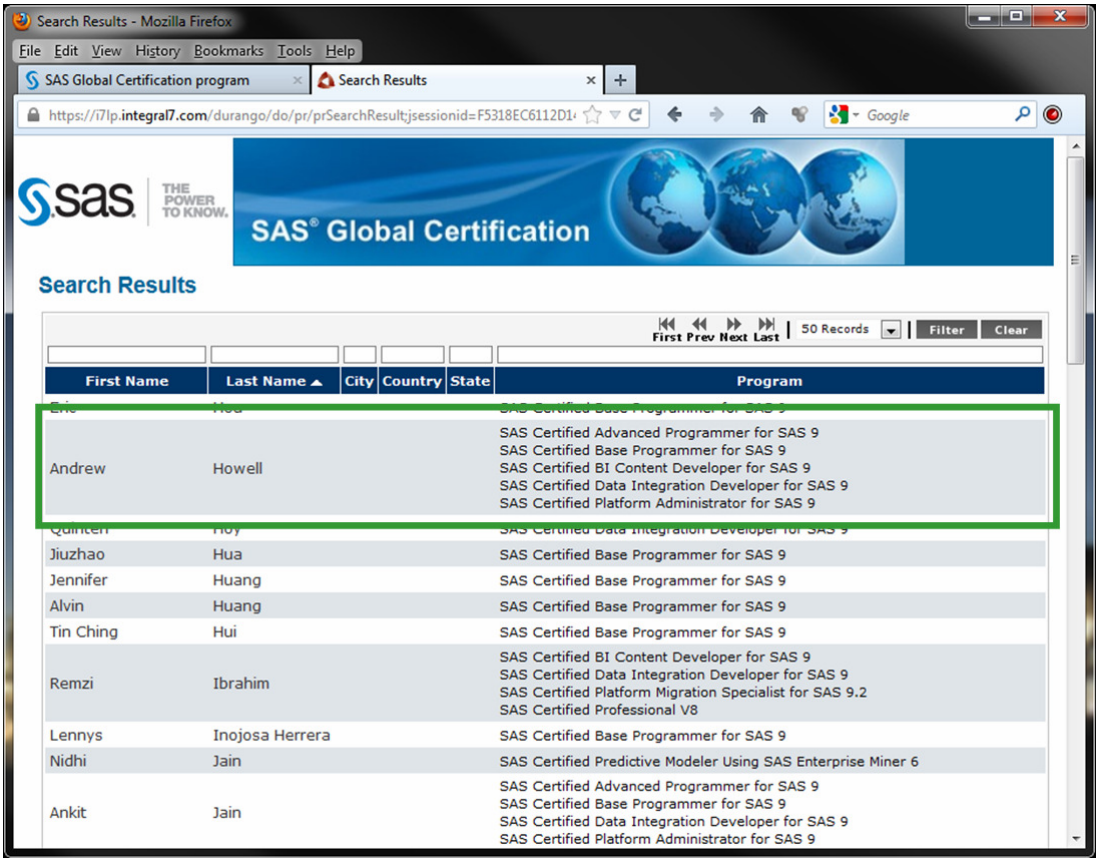 Search Results - Mozilla Firefox
File Edit View History Bookmarks Tools Help
SAS Global Certification program
Search Results
https://i7lp.integral7.com/durango/do/pr/prSearchResult;jsessionid=F5318EC6112D1
Google
sas THE POWER TO KNOW.
SAS® Global Certification
Search Results
First Prev Next Last | 50 Records | Filter Clear
First Name Last Name City Country State Program
Eric SAS Certified Base Programmer for SAS 9
SAS Certified Advanced Programmer for SAS 9
SAS Certified Base Programmer for SAS 9
Andrew Howell SAS Certified BI Content Developer for SAS 9
SAS Certified Data Integration Developer for SAS 9
SAS Certified Platform Administrator for SAS 9
Quinten Hoy SAS Certified Data Integration Developer for SAS 9
Jiuzhao Hua SAS Certified Base Programmer for SAS 9
Jennifer Huang SAS Certified Base Programmer for SAS 9
Alvin Huang SAS Certified Base Programmer for SAS 9
Tin Ching Hui SAS Certified Base Programmer for SAS 9
SAS Certified BI Content Developer for SAS 9
SAS Certified Data Integration Developer for SAS 9
Remzi Ibrahim SAS Certified Platform Migration Specialist for SAS 9.2
SAS Certified Professional V8
Lennys Inojosa Herrera SAS Certified Base Programmer for SAS 9
Nidhi Jain SAS Certified Predictive Modeler Using SAS Enterprise Miner 6
SAS Certified Advanced Programmer for SAS 9
SAS Certified Base Programmer for SAS 9
Ankit Jain SAS Certified Data Integration Developer for SAS 9
SAS Certified Platform Administrator for SAS 9